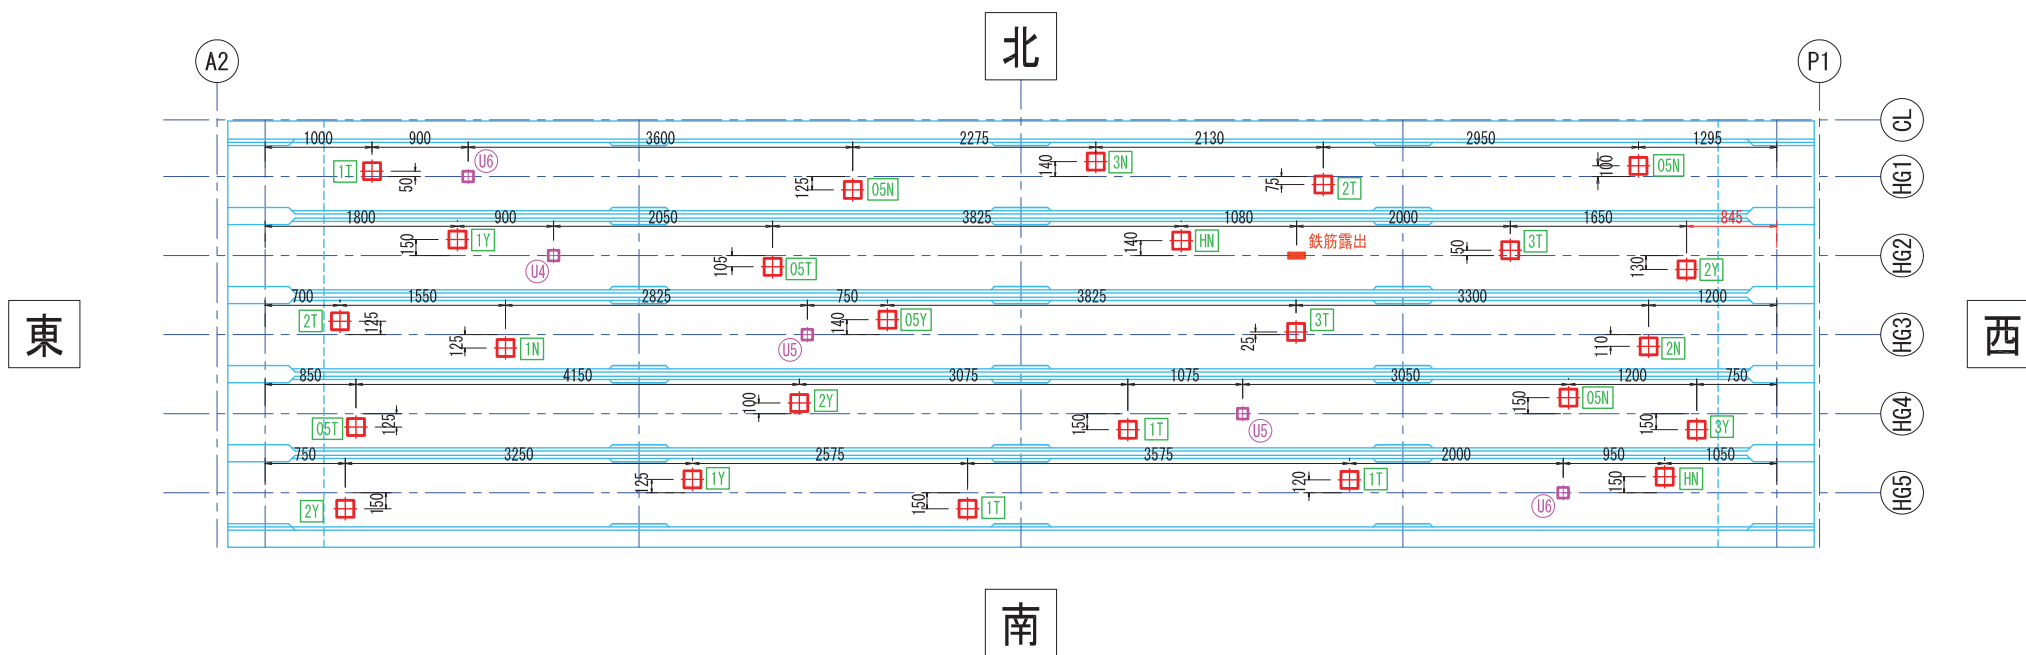 北
A2
P1
CL
1000 900 3600 2275 2130 2950 1295
1T 50 U6 125 05N 140 3N 75 2T 100 05N
HG1
1800 900 2050 3825 1080 2000 1650 845
150 1Y U4 105 05T 140 HN 鉄筋露出 50 3T 130 2Y
HG2
700 1550 2825 750 3825 3300 1200
2T 125 125 1N U5 140 05Y 25 3T 110 2N
HG3
東
西
850 4150 3075 1075 3050 1200 750
05T 125 100 2Y 150 1T U5 150 05N 150 3Y
HG4
750 3250 2575 3575 2000 950 1050
2Y 150 125 1Y 150 1T 120 1T U6 150 HN
HG5
南